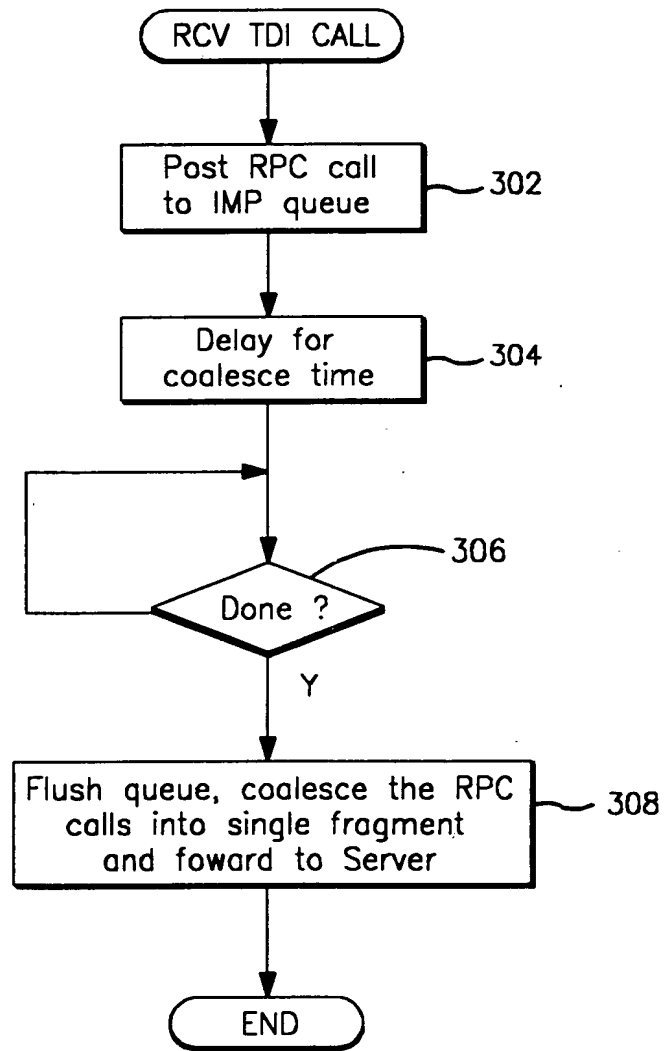 RCV TDI CALL
Post RPC call
to IMP queue
302
Delay for
coalesce time
304
306
Done ?
Y
Flush queue, coalesce the RPC
calls into single fragment
and foward to Server
308
END